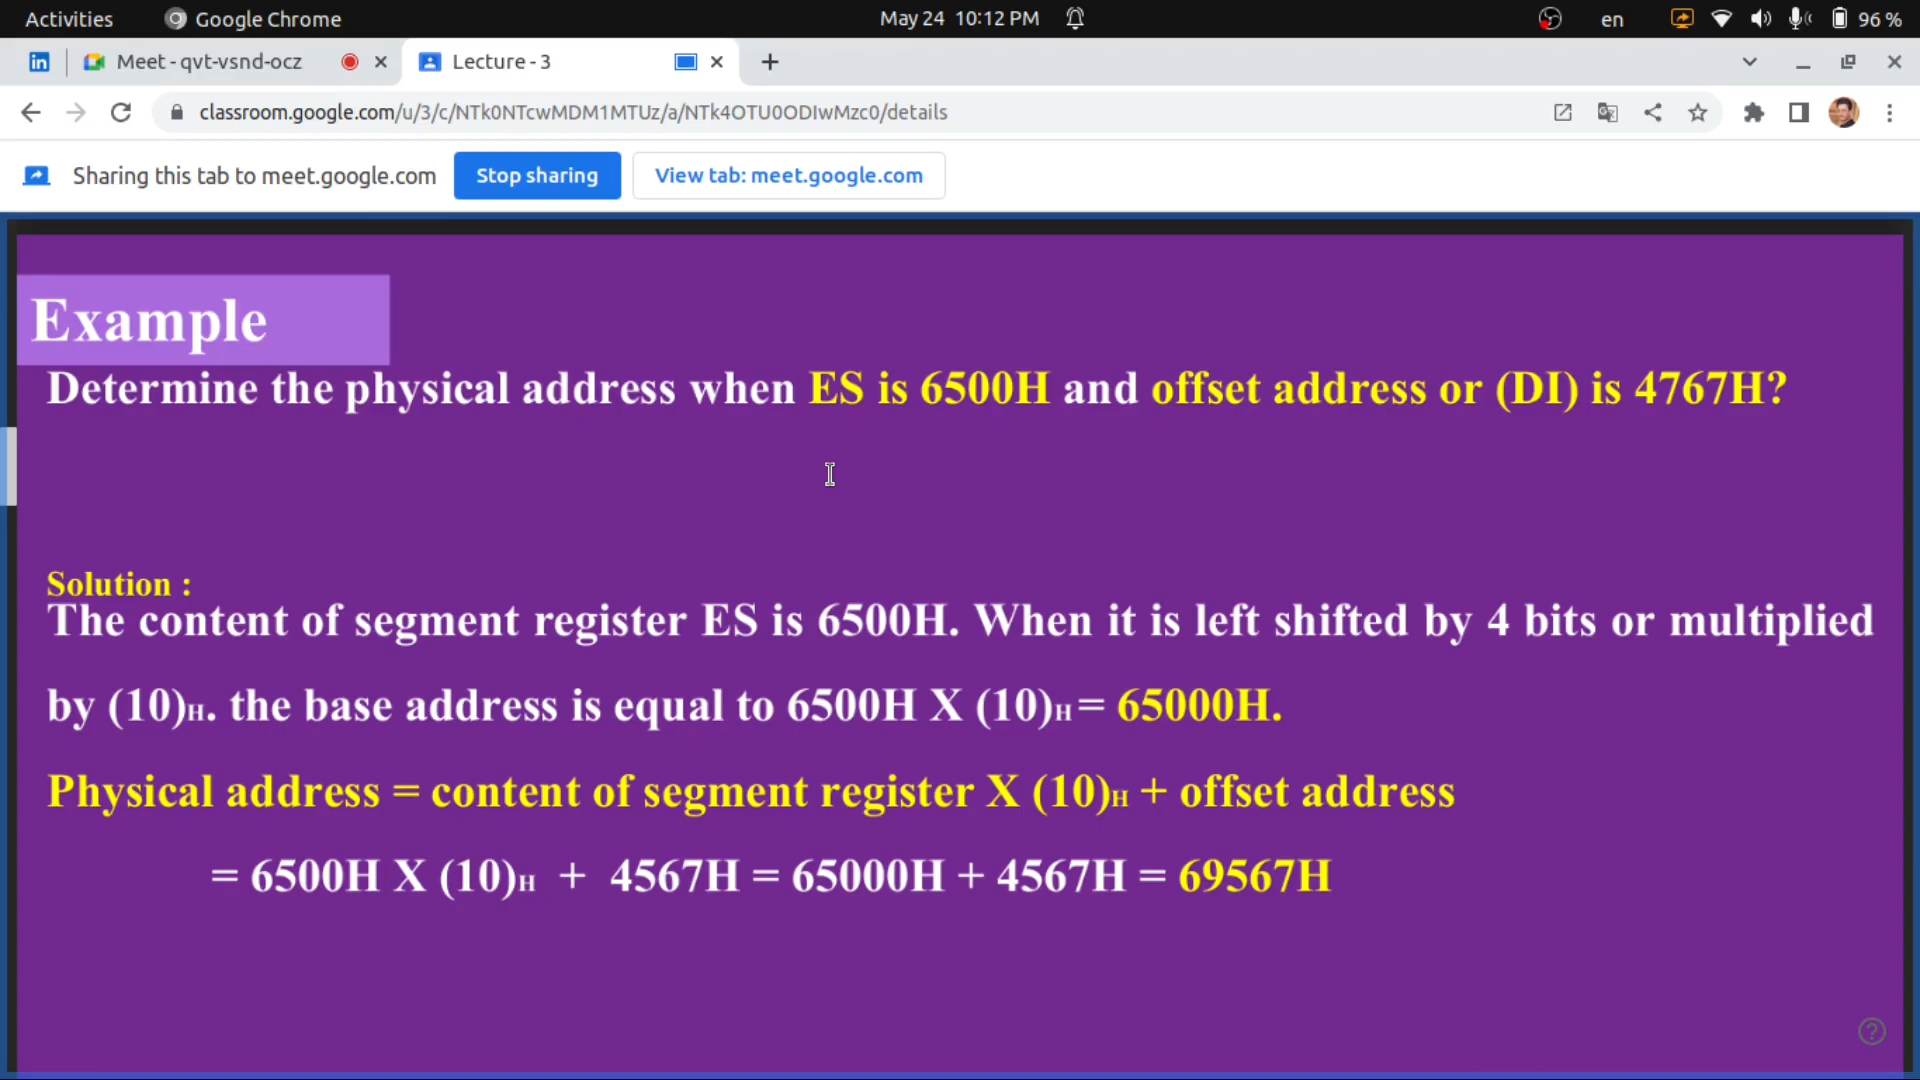 Activities Google Chrome May 24 10:12 PM en 96 %
Meet - qvt-vsnd-ocz Lecture - 3
classroom.google.com/u/3/c/NTk0NTcwMDM1MTUz/a/NTk4OTU0ODIwMzc0/details
Sharing this tab to meet.google.com Stop sharing View tab: meet.google.com
Example
Determine the physical address when ES is 6500H and offset address or (DI) is 4767H?
Solution :
The content of segment register ES is 6500H. When it is left shifted by 4 bits or multiplied
by (10)H. the base address is equal to 6500H X (10)H = 65000H.
Physical address = content of segment register X (10)H + offset address
= 6500H X (10)H + 4567H = 65000H + 4567H = 69567H